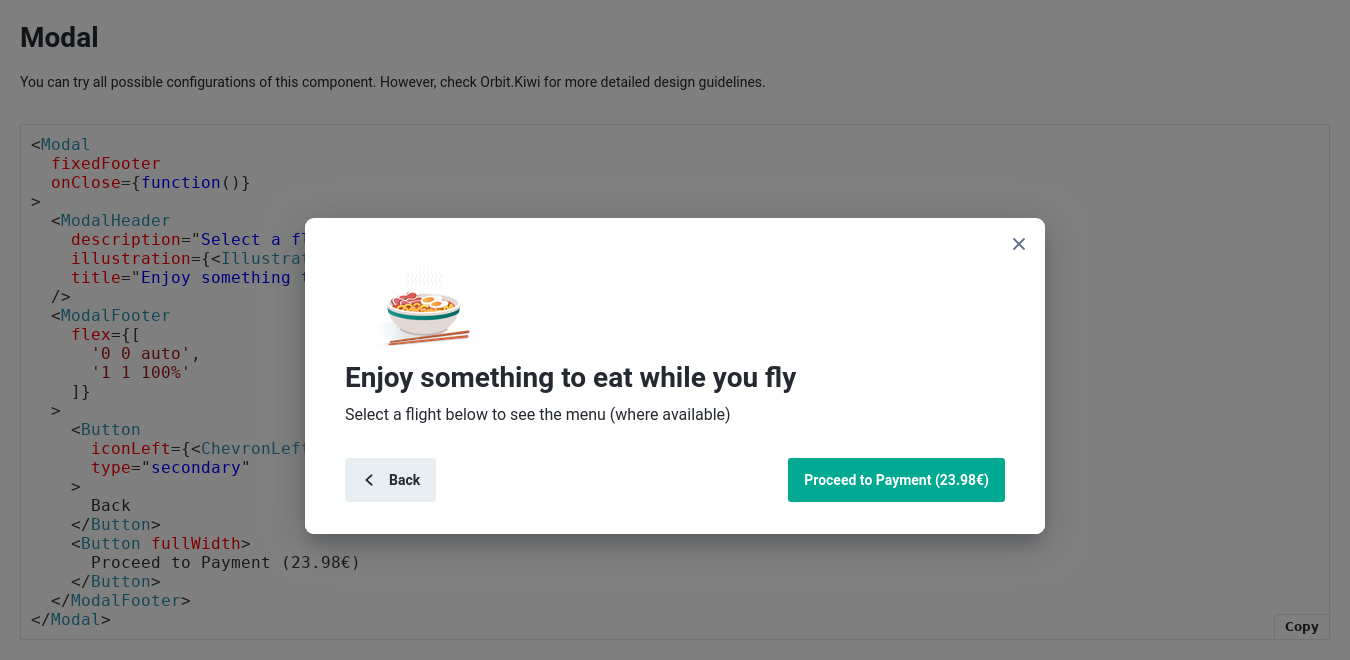 Modal
You can try all possible configurations of this component. However, check Orbit.Kiwi for more detailed design guidelines.
<Modal
fixedFooter
onClose={function()}
>
<ModalHeader
description="Select a fl
illustration={<Illustrat
title="Enjoy something t
/>
<ModalFooter
flex={[
'0 0 auto',
'1 1 100%'
]}
>
<Button
iconLeft={<ChevronLeft
type="secondary"
>
Back
</Button>
<Button fullWidth>
Proceed to Payment (23.98€)
</Button>
</ModalFooter>
</Modal>
Copy
Enjoy something to eat while you fly
Select a flight below to see the menu (where available)
Back
Proceed to Payment (23.98€)